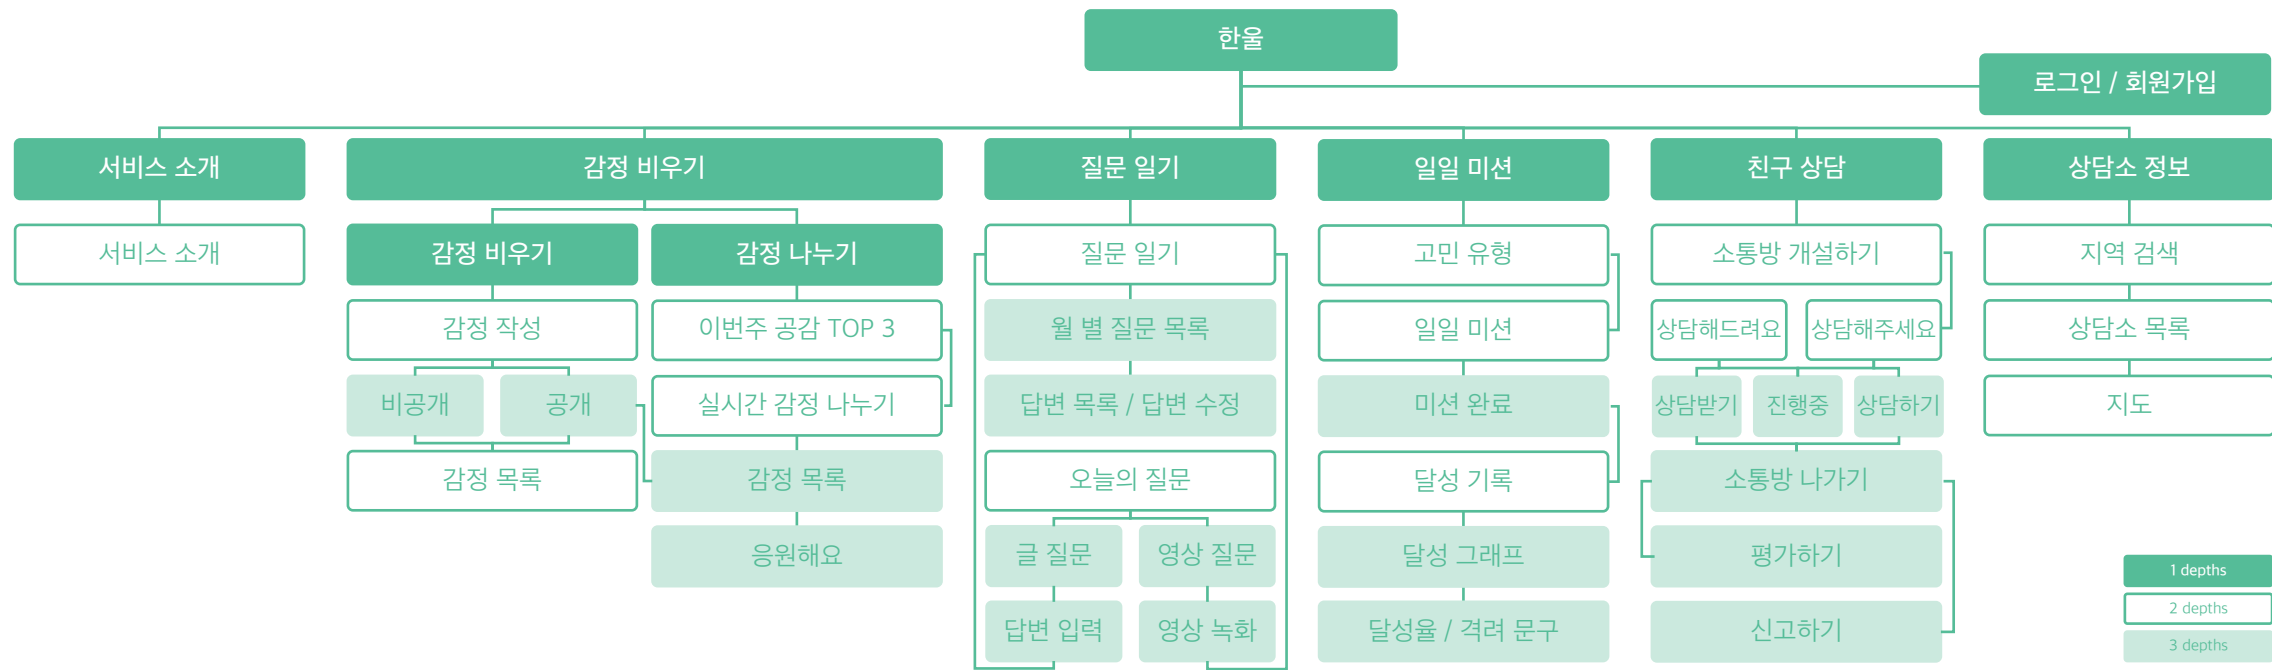 한울
로그인 / 회원가입
서비스 소개
감정 비우기
질문 일기
일일 미션
친구 상담
상담소 정보
서비스 소개
감정 비우기
감정 나누기
질문 일기
고민 유형
소통방 개설하기
지역 검색
감정 작성
이번주 공감 TOP 3
월 별 질문 목록
일일 미션
상담해드려요
상담해주세요
상담소 목록
비공개
공개
실시간 감정 나누기
답변 목록 / 답변 수정
미션 완료
상담받기
진행중
상담하기
지도
감정 목록
감정 목록
오늘의 질문
달성 기록
소통방 나가기
응원해요
글 질문
영상 질문
달성 그래프
평가하기
1 depths
2 depths
답변 입력
영상 녹화
달성율 / 격려 문구
신고하기
3 depths